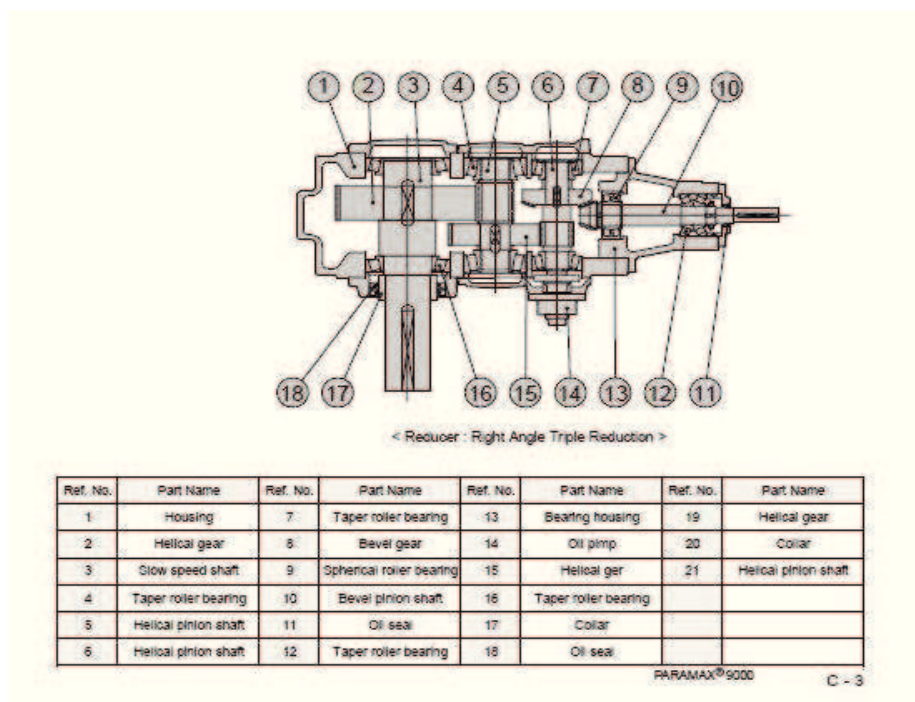 1 2 3 4 5 6 7 8 9 10
18 17 16 15 14 13 12 11
< Reducer : Right Angle Triple Reduction >
Ref. No. Part Name Ref. No. Part Name Ref. No. Part Name Ref. No. Part Name
1 Housing 7 Taper roller bearing 13 Bearing housing 19 Helical gear
2 Helical gear 8 Bevel gear 14 Oil pimp 20 Collar
3 Slow speed shaft 9 Spherical roller bearing 15 Helical ger 21 Helical pinion shaft
4 Taper roller bearing 10 Bevel pinion shaft 16 Taper roller bearing
5 Helical pinion shaft 11 Oil seal 17 Collar
6 Helical pinion shaft 12 Taper roller bearing 18 Oil seal
PARAMAX® 9000
C - 3